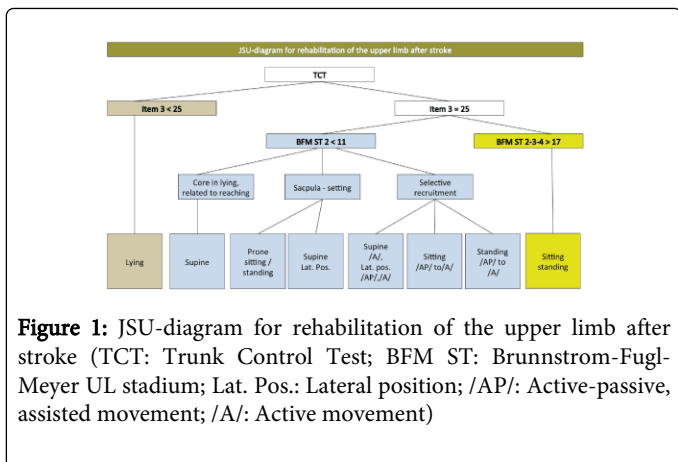 JSU-diagram for rehabilitation of the upper limb after stroke
TCT
Item 3 < 25
Item 3 = 25
BFM ST 2 < 11
BFM ST 2-3-4 > 17
Core in lying,
related to reaching
Sacpula - setting
Selective
recruitment
Lying
Supine
Prone
sitting /
standing
Supine
Lat. Pos.
Supine
/A/,
Lat. pos.
/AP/,/A/
Sitting
/AP/ to/A/
Standing
/AP/ to
/A/
Sitting
standing
Figure 1: JSU-diagram for rehabilitation of the upper limb after
stroke (TCT: Trunk Control Test; BFM ST: Brunnstrom-Fugl-
Meyer UL stadium; Lat. Pos.: Lateral position; /AP/: Active-passive,
assisted movement; /A/: Active movement)